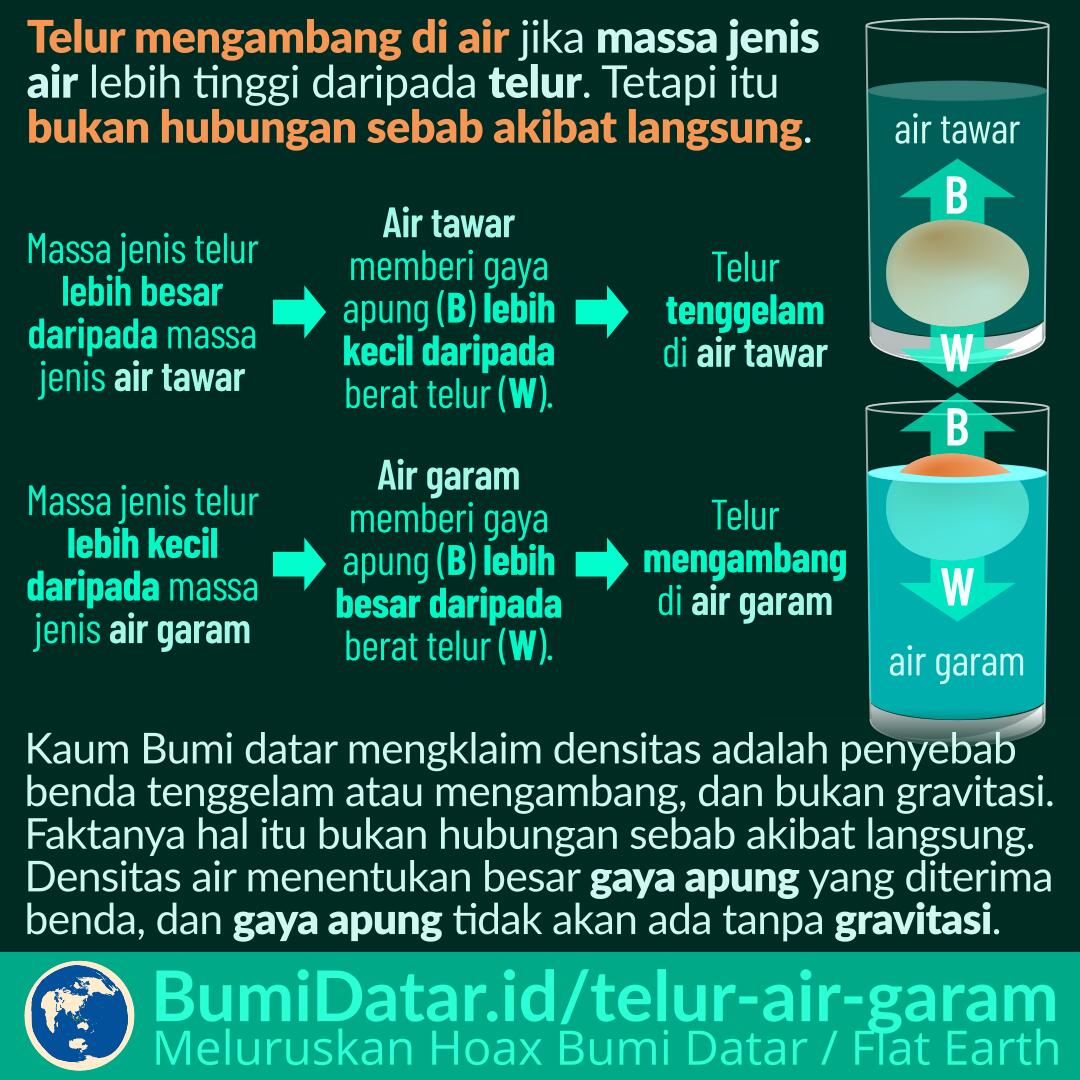 Telur mengambang di air jika massa jenis
air lebih tinggi daripada telur. Tetapi itu
bukan hubungan sebab akibat langsung.
Massa jenis telur
lebih besar
daripada massa
jenis air tawar
Air tawar
memberi gaya
apung (B) lebih
kecil daripada
berat telur (W).
Telur
tenggelam
di air tawar
air tawar
B
W
Massa jenis telur
lebih kecil
daripada massa
jenis air garam
Air garam
memberi gaya
apung (B) lebih
besar daripada
berat telur (W).
Telur
mengambang
di air garam
B
W
air garam
Kaum Bumi datar mengklaim densitas adalah penyebab
benda tenggelam atau mengambang, dan bukan gravitasi.
Faktanya hal itu bukan hubungan sebab akibat langsung.
Densitas air menentukan besar gaya apung yang diterima
benda, dan gaya apung tidak akan ada tanpa gravitasi.
BumiDatar.id/telur-air-garam
Meluruskan Hoax Bumi Datar / Flat Earth